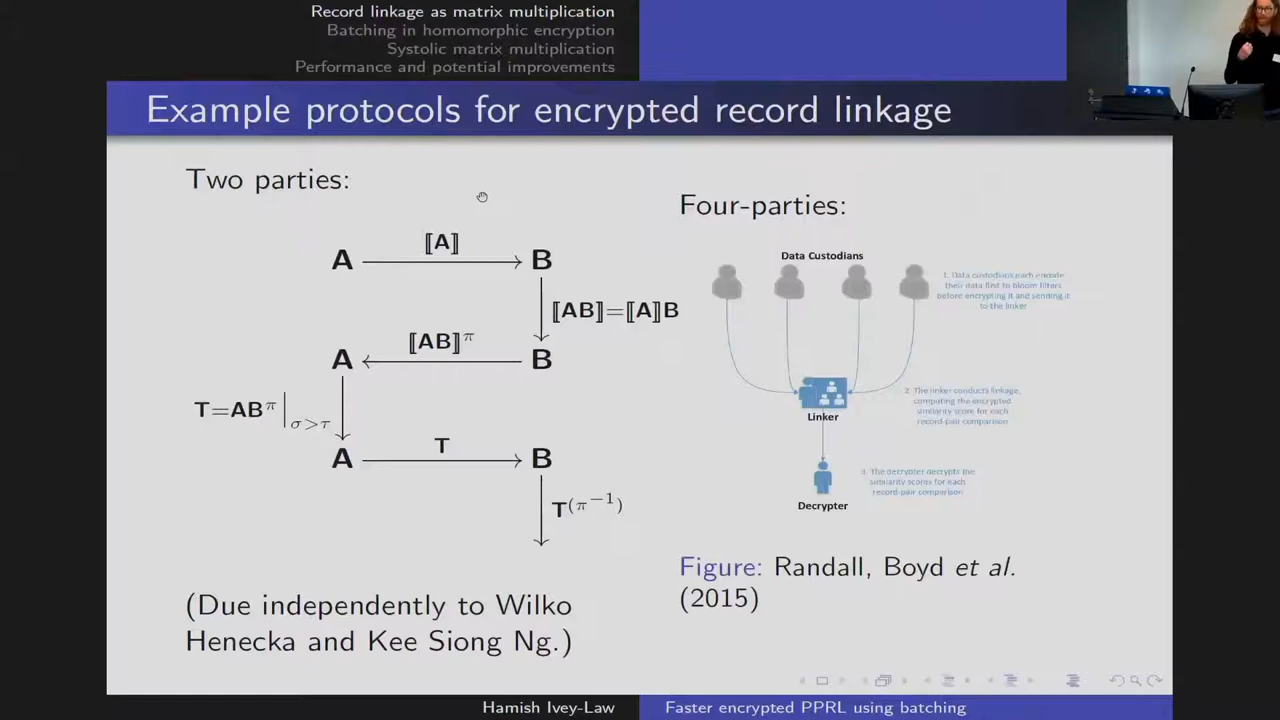 Record linkage as matrix multiplication
Batching in homomorphic encryption
Systolic matrix multiplication
Performance and potential improvements
Example protocols for encrypted record linkage
Two parties:
A ⟦A⟧ B
⟦AB⟧=⟦A⟧B
A ⟦AB⟧^π B
T=AB^π|_σ>τ
A T B
T^(π^−1)
(Due independently to Wilko
Henecka and Kee Siong Ng.)
Four-parties:
Data Custodians
1. Data custodians each encode
their data first to bloom filters
before encrypting it and sending it
to the linker
2. The linker conducts linkage,
computing the encrypted
similarity score for each
record-pair comparison
Linker
3. The decrypter decrypts the
similarity scores for each
record-pair comparison
Decrypter
Figure: Randall, Boyd et al.
(2015)
Hamish Ivey-Law
Faster encrypted PPRL using batching